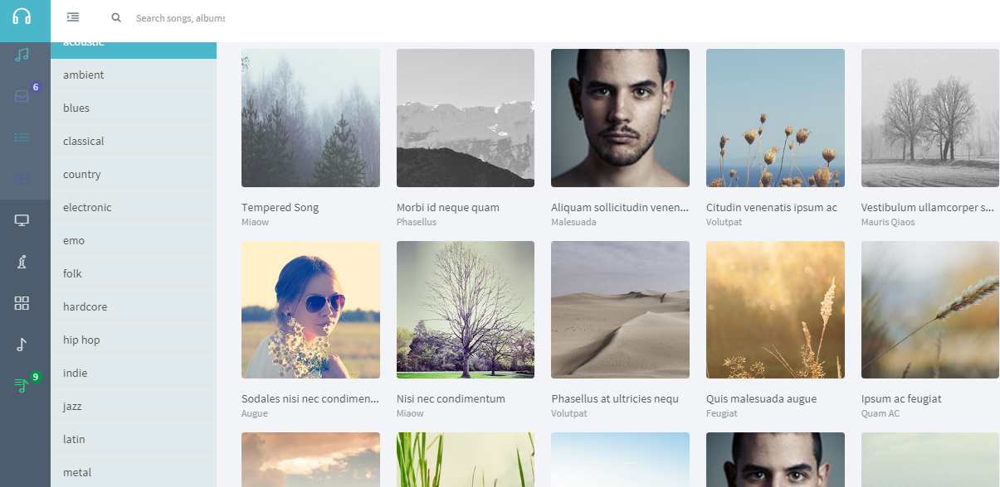 Search songs, albums
acoustic
6
9
ambient
blues
classical
country
electronic
emo
folk
hardcore
hip hop
indie
jazz
latin
metal
Tempered Song
Miaow
Morbi id neque quam
Phasellus
Aliquam sollicitudin venen...
Malesuada
Citudin venenatis ipsum ac
Volutpat
Vestibulum ullamcorper s...
Mauris Qiaos
Sodales nisi nec condimen...
Augue
Nisi nec condimentum
Miaow
Phasellus at ultricies nequ
Volutpat
Quis malesuada augue
Feugiat
Ipsum ac feugiat
Quam AC